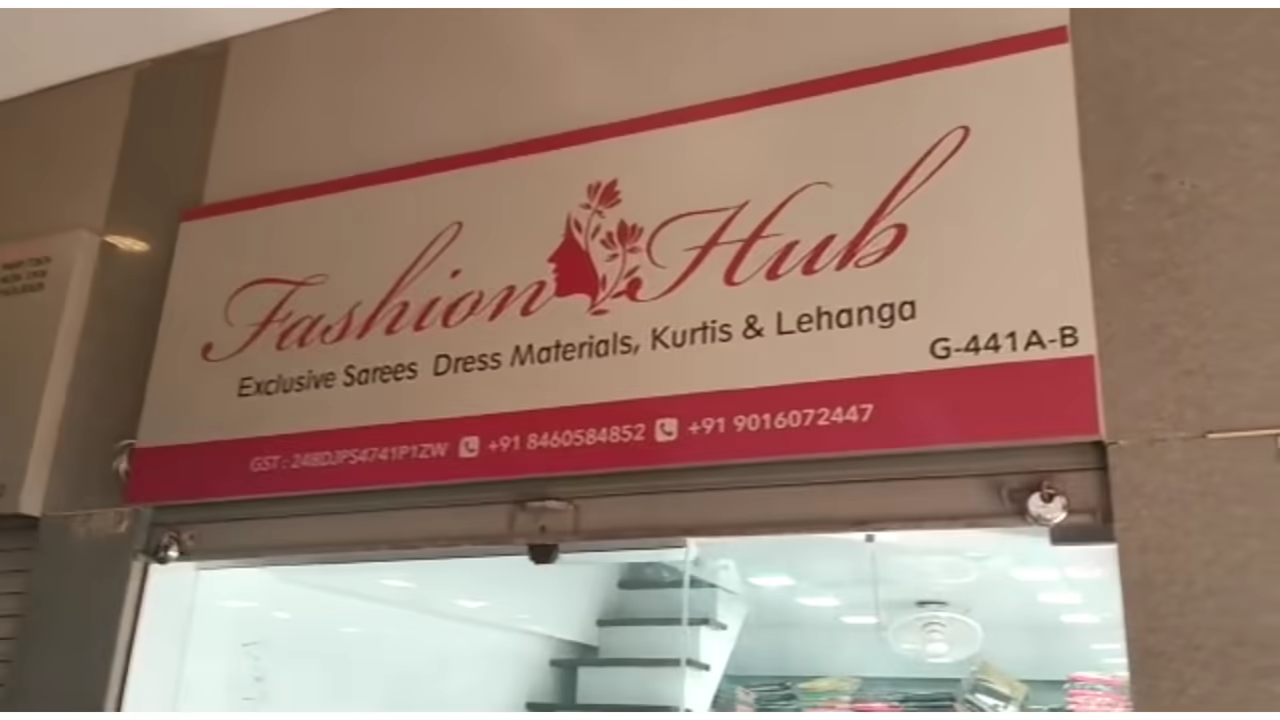 Fashion Hub
Exclusive Sarees Dress Materials, Kurtis & Lehanga
G-441A-B
GST : 24BDJPS4741P1ZW +91 8460584852 +91 9016072447